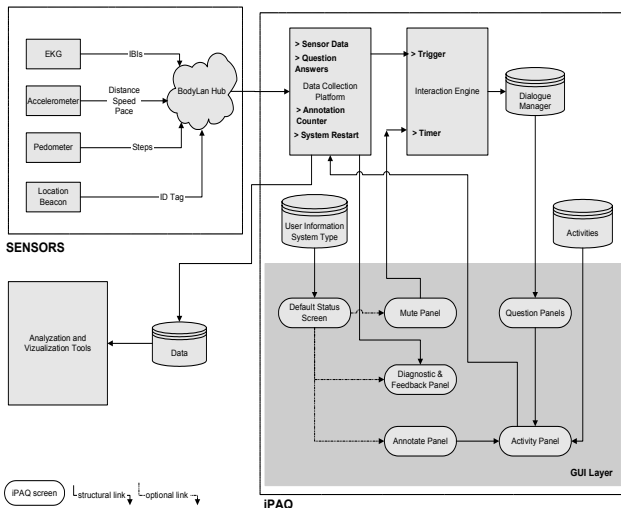 EKG
IBIs
Accelerometer
Distance
Speed
Pace
Pedometer
Steps
Location
Beacon
ID Tag
BodyLan Hub
SENSORS
> Sensor Data
> Question
Answers
Data Collection
Platform
> Annotation
Counter
> System Restart
> Trigger
Interaction Engine
> Timer
Dialogue
Manager
User Information
System Type
Activities
Analyzation and
Vizualization Tools
Data
Default Status
Screen
Mute Panel
Question Panels
Diagnostic &
Feedback Panel
Annotate Panel
Activity Panel
GUI Layer
iPAQ screen
structural link
optional link
iPAQ